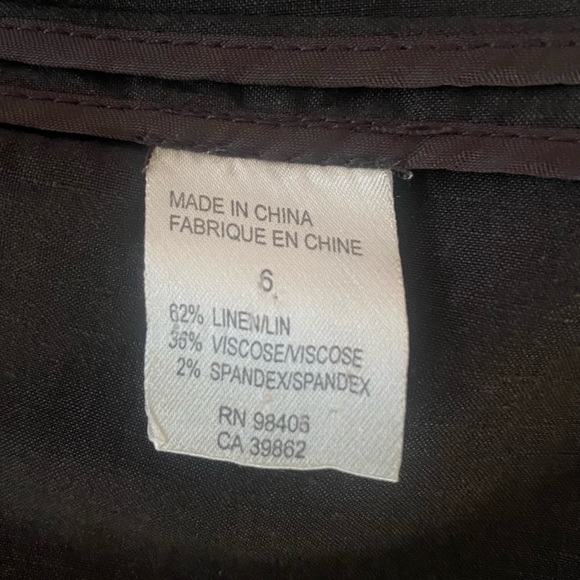 MADE IN CHINA
FABRIQUE EN CHINE
6
62% LINEN/LIN
36% VISCOSE/VISCOSE
2% SPANDEX/SPANDEX
RN 98406
CA 39862